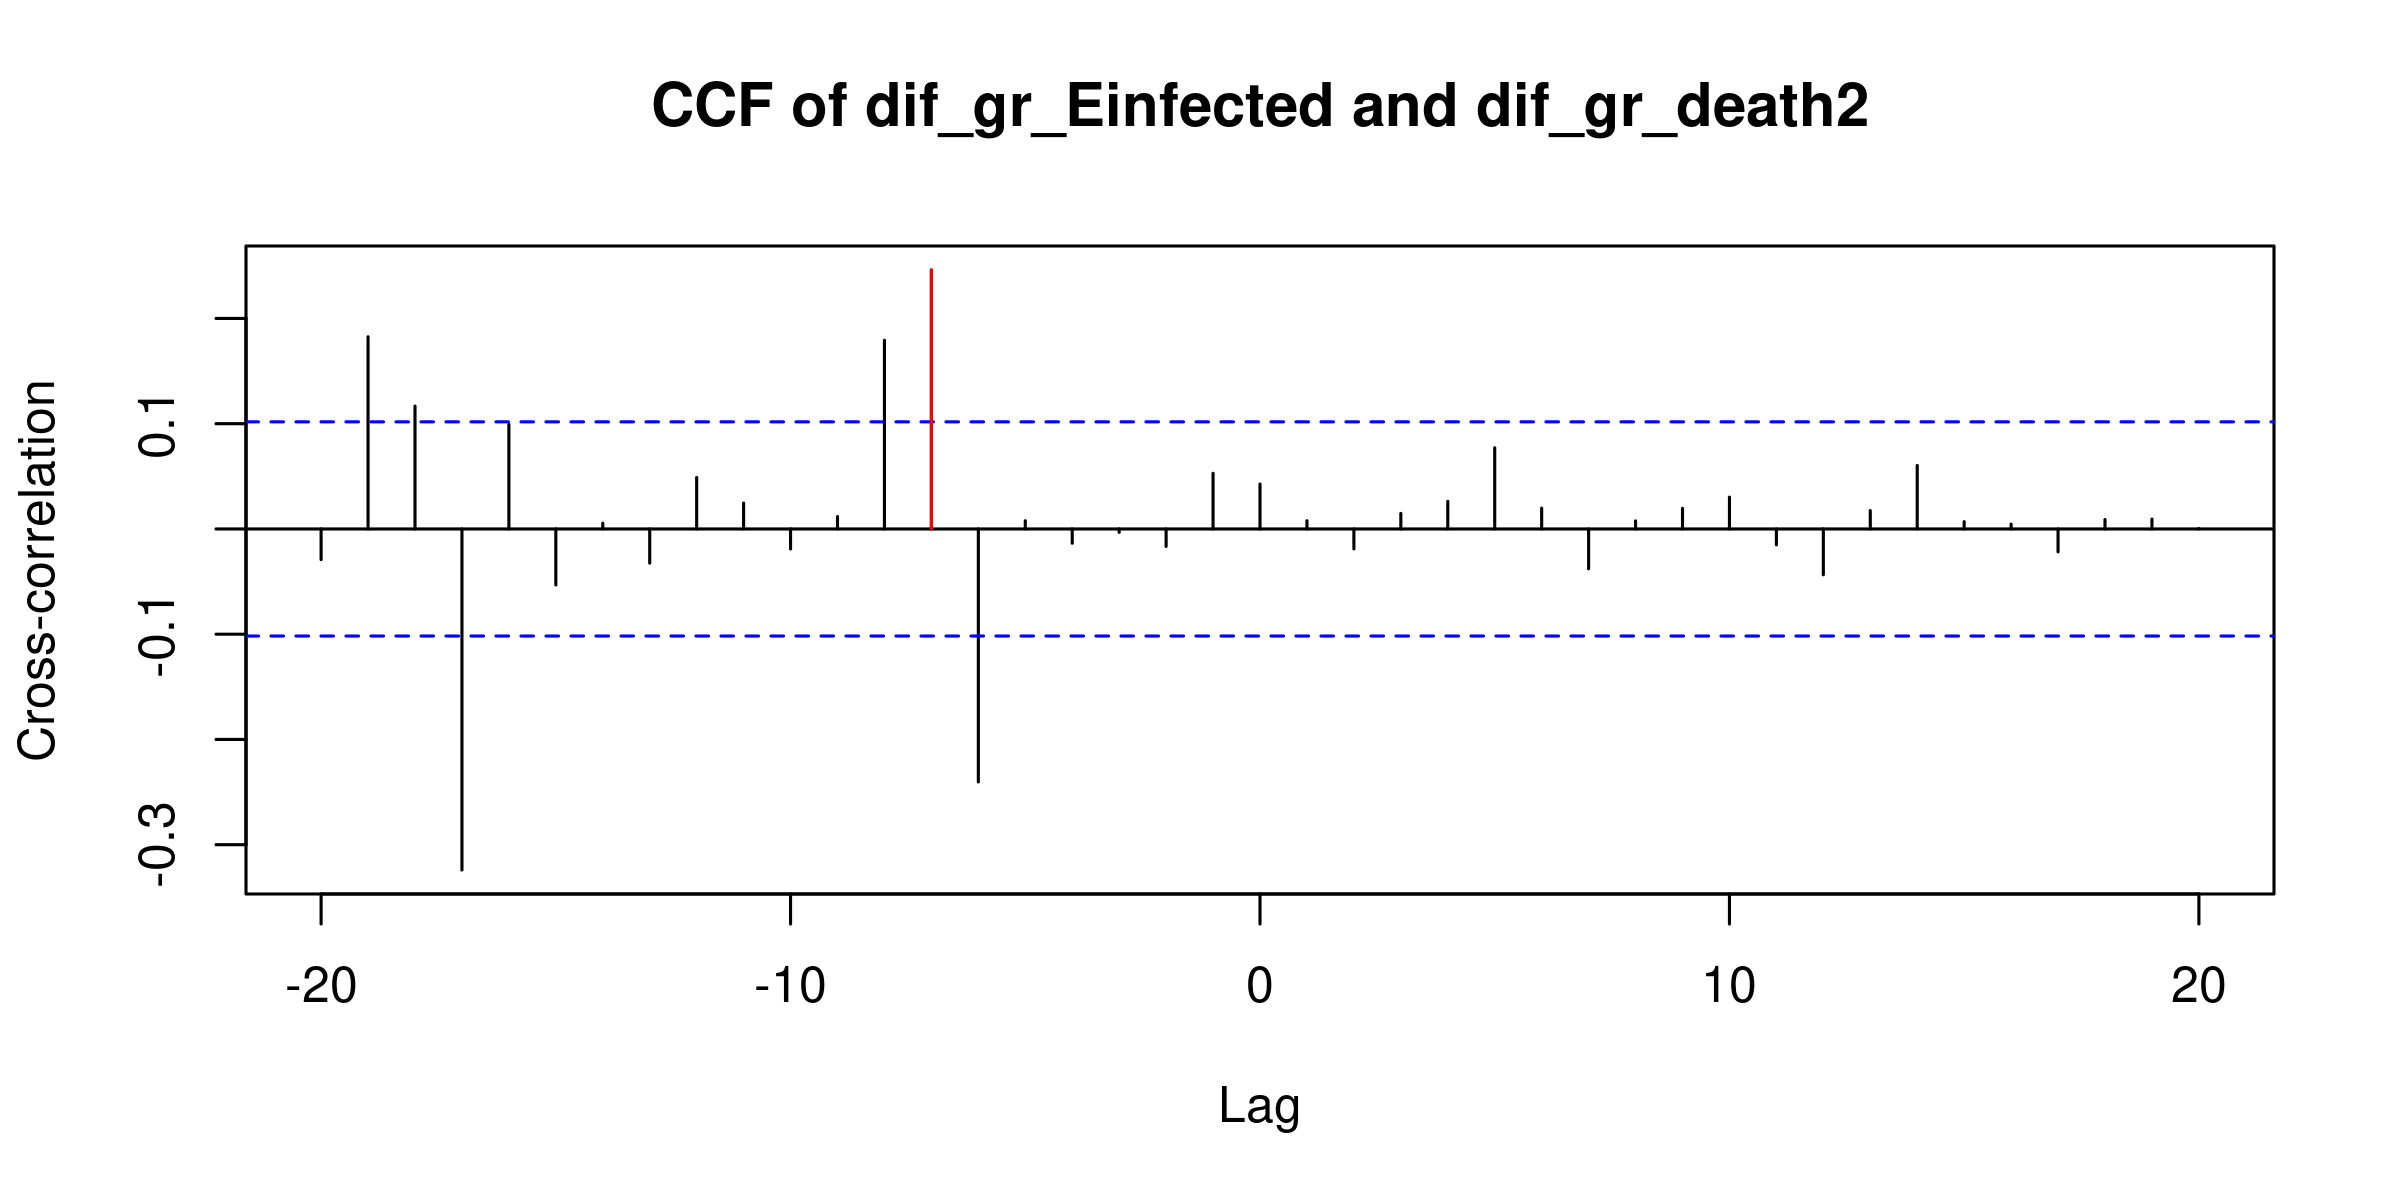 CCF of dif_gr_Einfected and dif_gr_death2
Cross-correlation
0.1
-0.1
-0.3
-20 -10 0 10 20
Lag